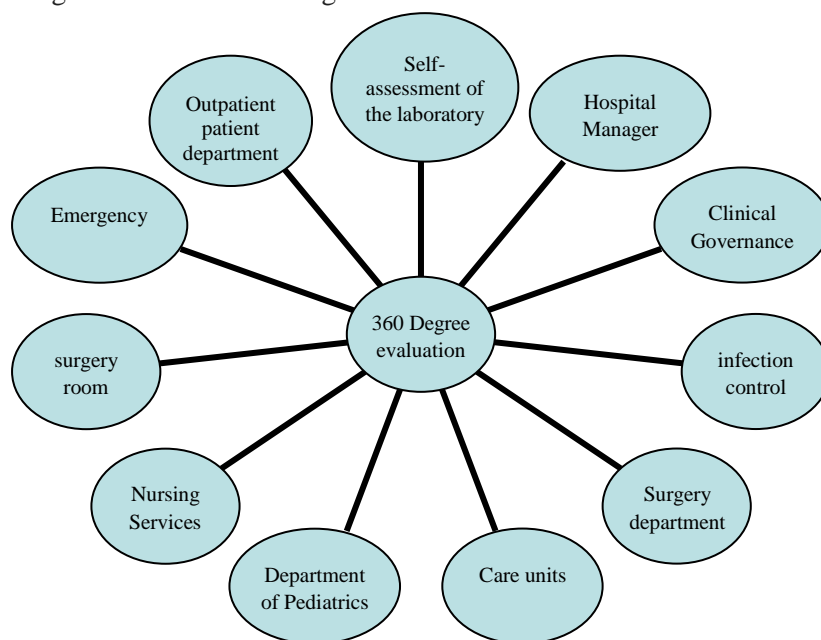 Self-
assessment of
the laboratory
Hospital
Manager
Outpatient
patient
department
Clinical
Governance
Emergency
360 Degree
evaluation
infection
control
surgery
room
Surgery
department
Nursing
Services
Care units
Department
of Pediatrics